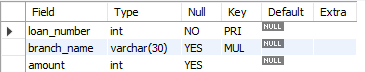 Field Type Null Key Default Extra
loan_number int NO PRI NULL
branch_name varchar(30) YES MUL NULL
amount int YES NULL